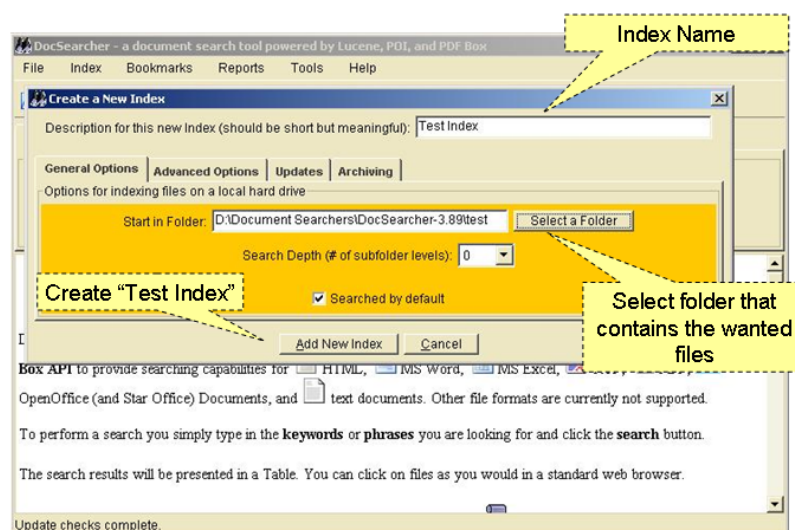 Index Name
DocSearcher - a document search tool powered by Lucene, POI, and PDF Box
File Index Bookmarks Reports Tools Help
Create a New Index
Description for this new Index (should be short but meaningful): Test Index
General Options Advanced Options Updates Archiving
Options for indexing files on a local hard drive
Start in Folder: D:\Document Searchers\DocSearcher-3.89\test Select a Folder
Search Depth (# of subfolder levels): 0
Create “Test Index”
Searched by default
Select folder that
contains the wanted
files
Add New Index Cancel
Box API to provide searching capabilities for HTML, MS Word, MS Excel,
OpenOffice (and Star Office) Documents, and text documents. Other file formats are currently not supported.
To perform a search you simply type in the keywords or phrases you are looking for and click the search button.
The search results will be presented in a Table. You can click on files as you would in a standard web browser.
Update checks complete.